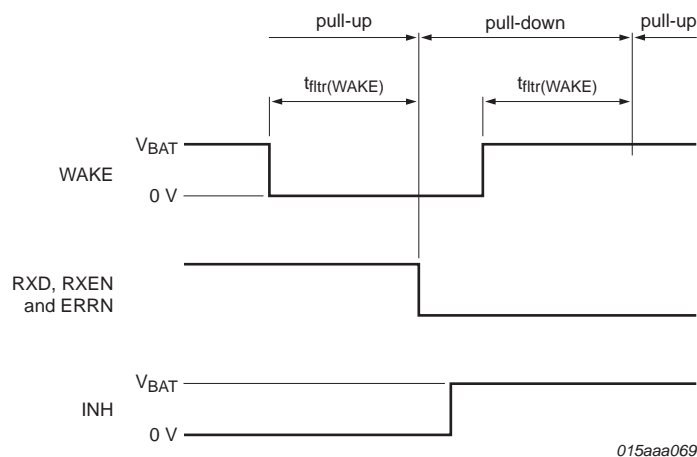 pull-up
pull-down
pull-up
tfltr(WAKE)
tfltr(WAKE)
VBAT
WAKE
0 V
RXD, RXEN
and ERRN
VBAT
INH
0 V
015aaa069